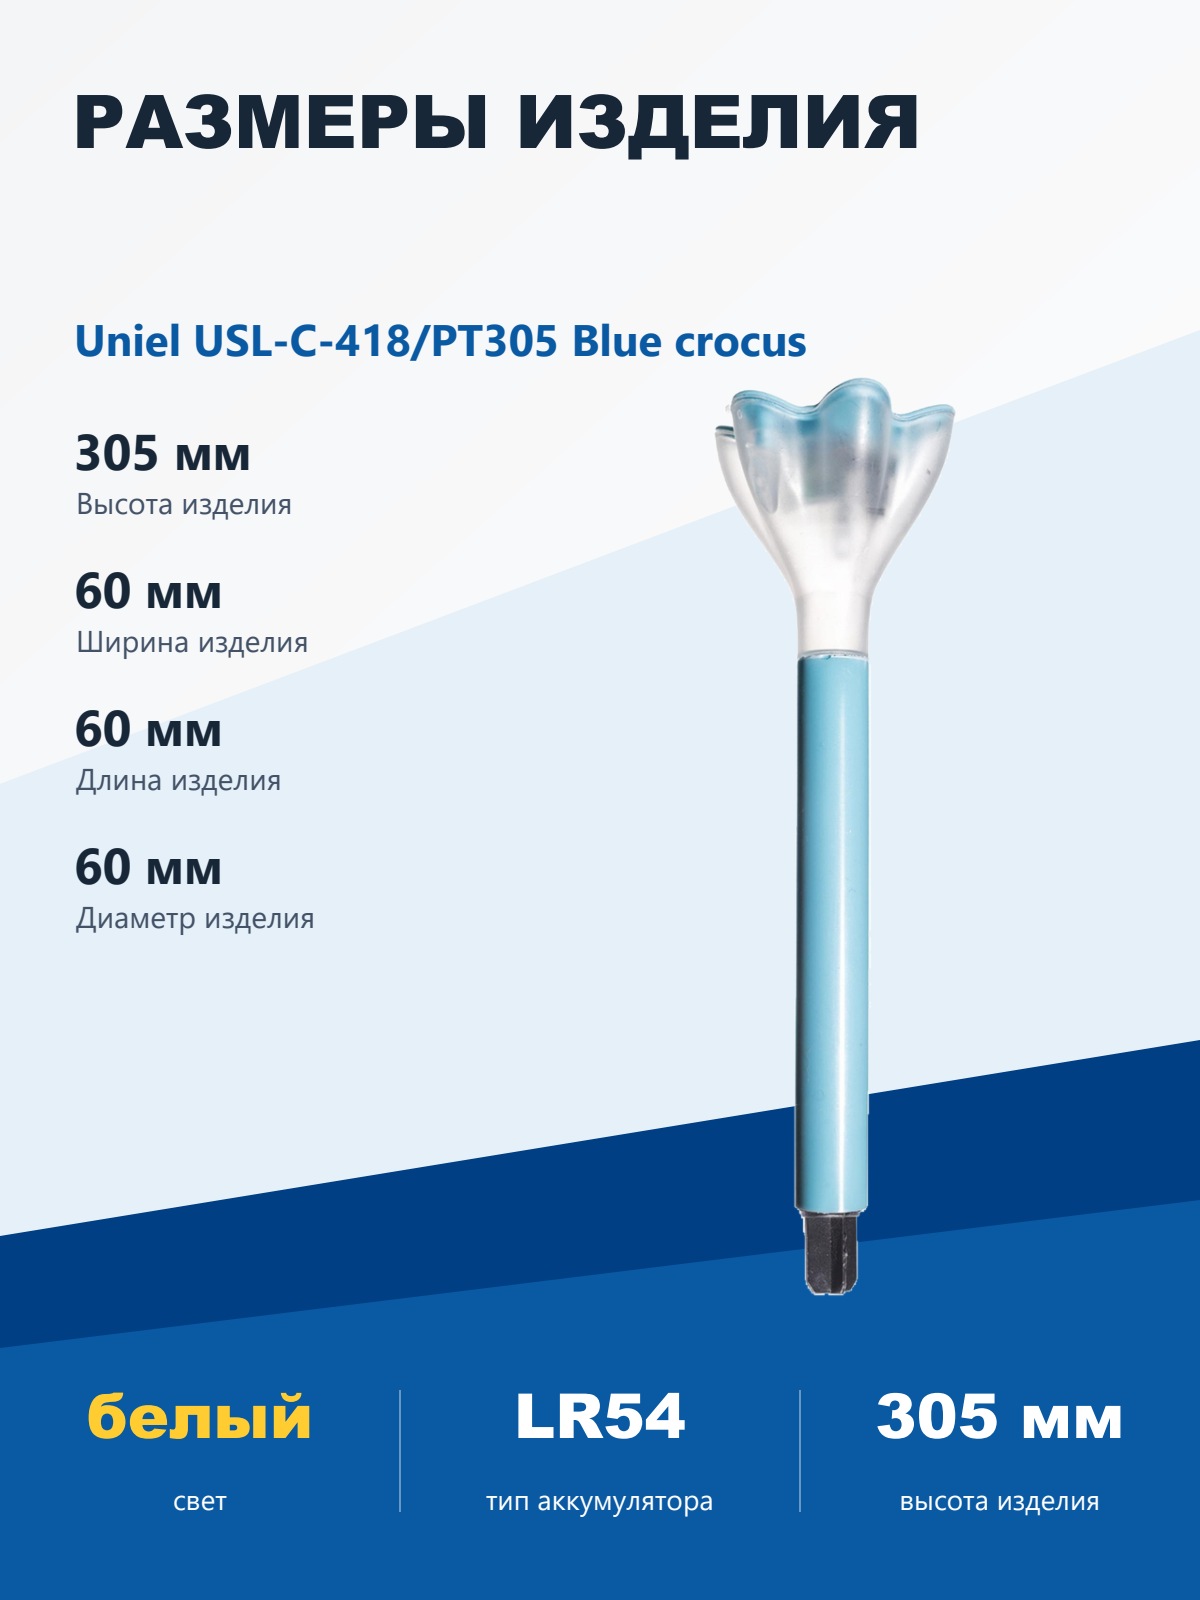 РАЗМЕРЫ ИЗДЕЛИЯ
Uniel USL-C-418/PT305 Blue crocus
305 мм
Высота изделия
60 мм
Ширина изделия
60 мм
Длина изделия
60 мм
Диаметр изделия
белый
свет
LR54
тип аккумулятора
305 мм
высота изделия